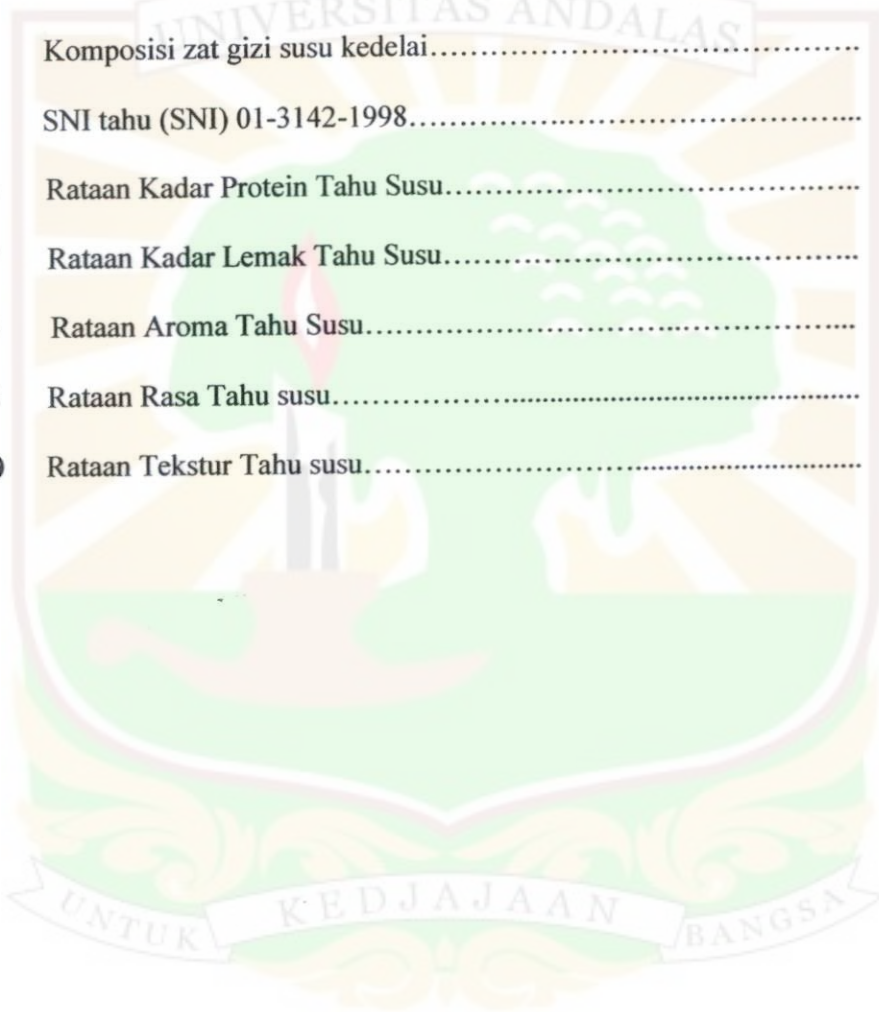 UNIVERSITAS ANDALAS
Komposisi zat gizi susu kedelai................................................
SNI tahu (SNI) 01-3142-1998................................................
Rataan Kadar Protein Tahu Susu................................................
Rataan Kadar Lemak Tahu Susu................................................
Rataan Aroma Tahu Susu................................................
Rataan Rasa Tahu susu................................................
)
Rataan Tekstur Tahu susu................................................
UNTUK KEDJAJAAN BANGSA